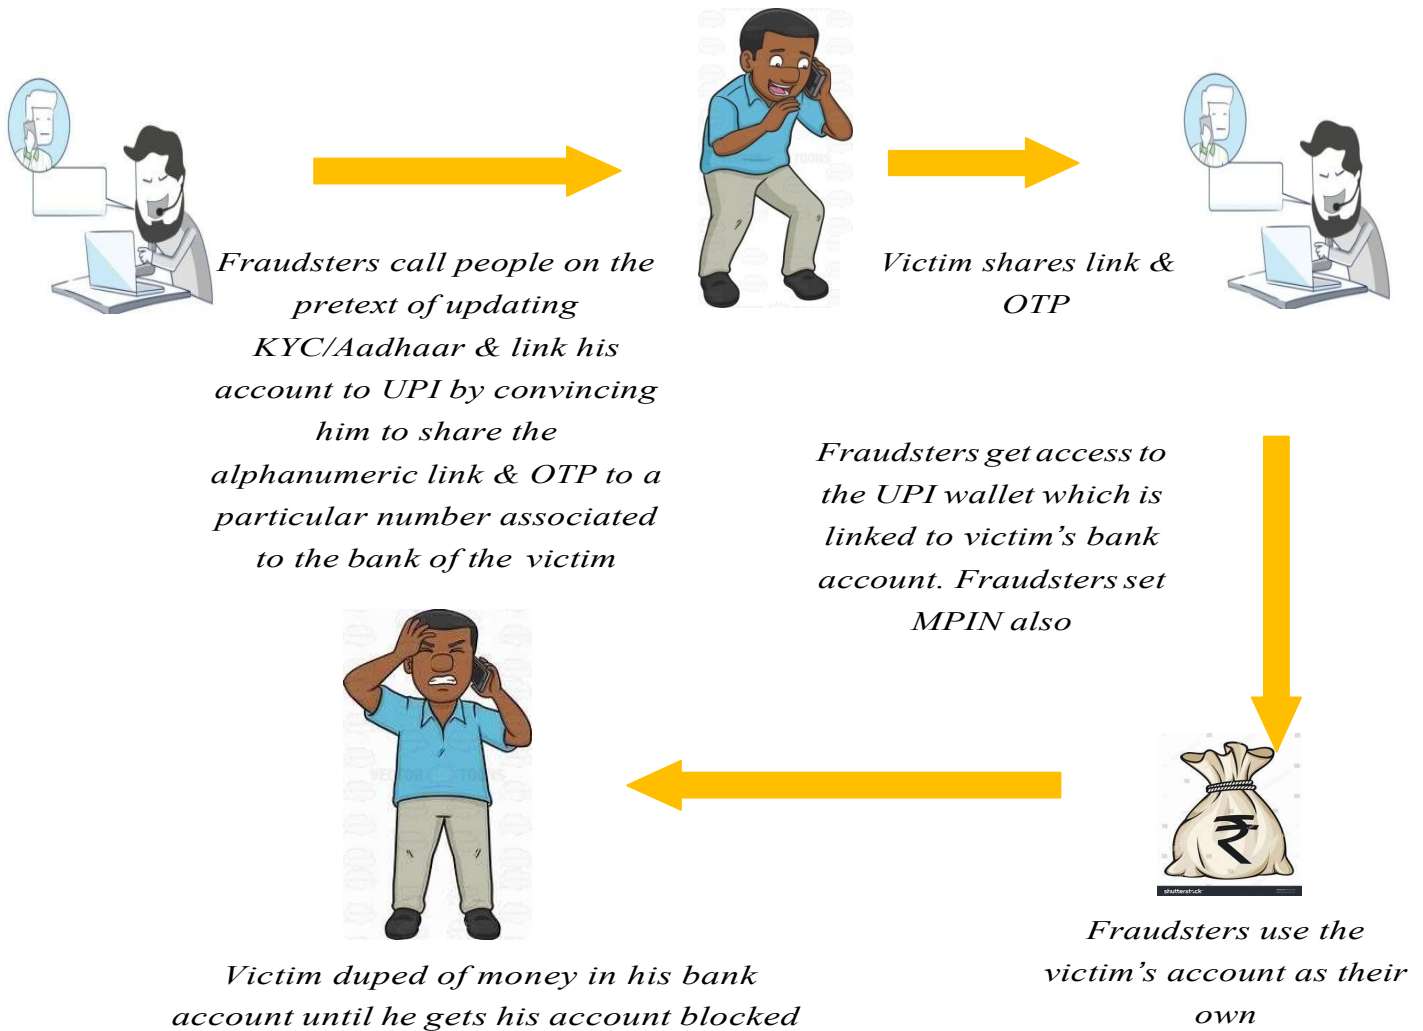 Fraudsters call people on the
pretext of updating
KYC/Aadhaar & link his
account to UPI by convincing
him to share the
alphanumeric link & OTP to a
particular number associated
to the bank of the victim
Victim shares link &
OTP
Fraudsters get access to
the UPI wallet which is
linked to victim’s bank
account. Fraudsters set
MPIN also
₹
shutterstock
Fraudsters use the
victim’s account as their
own
VECTOR TOONS
Victim duped of money in his bank
account until he gets his account blocked